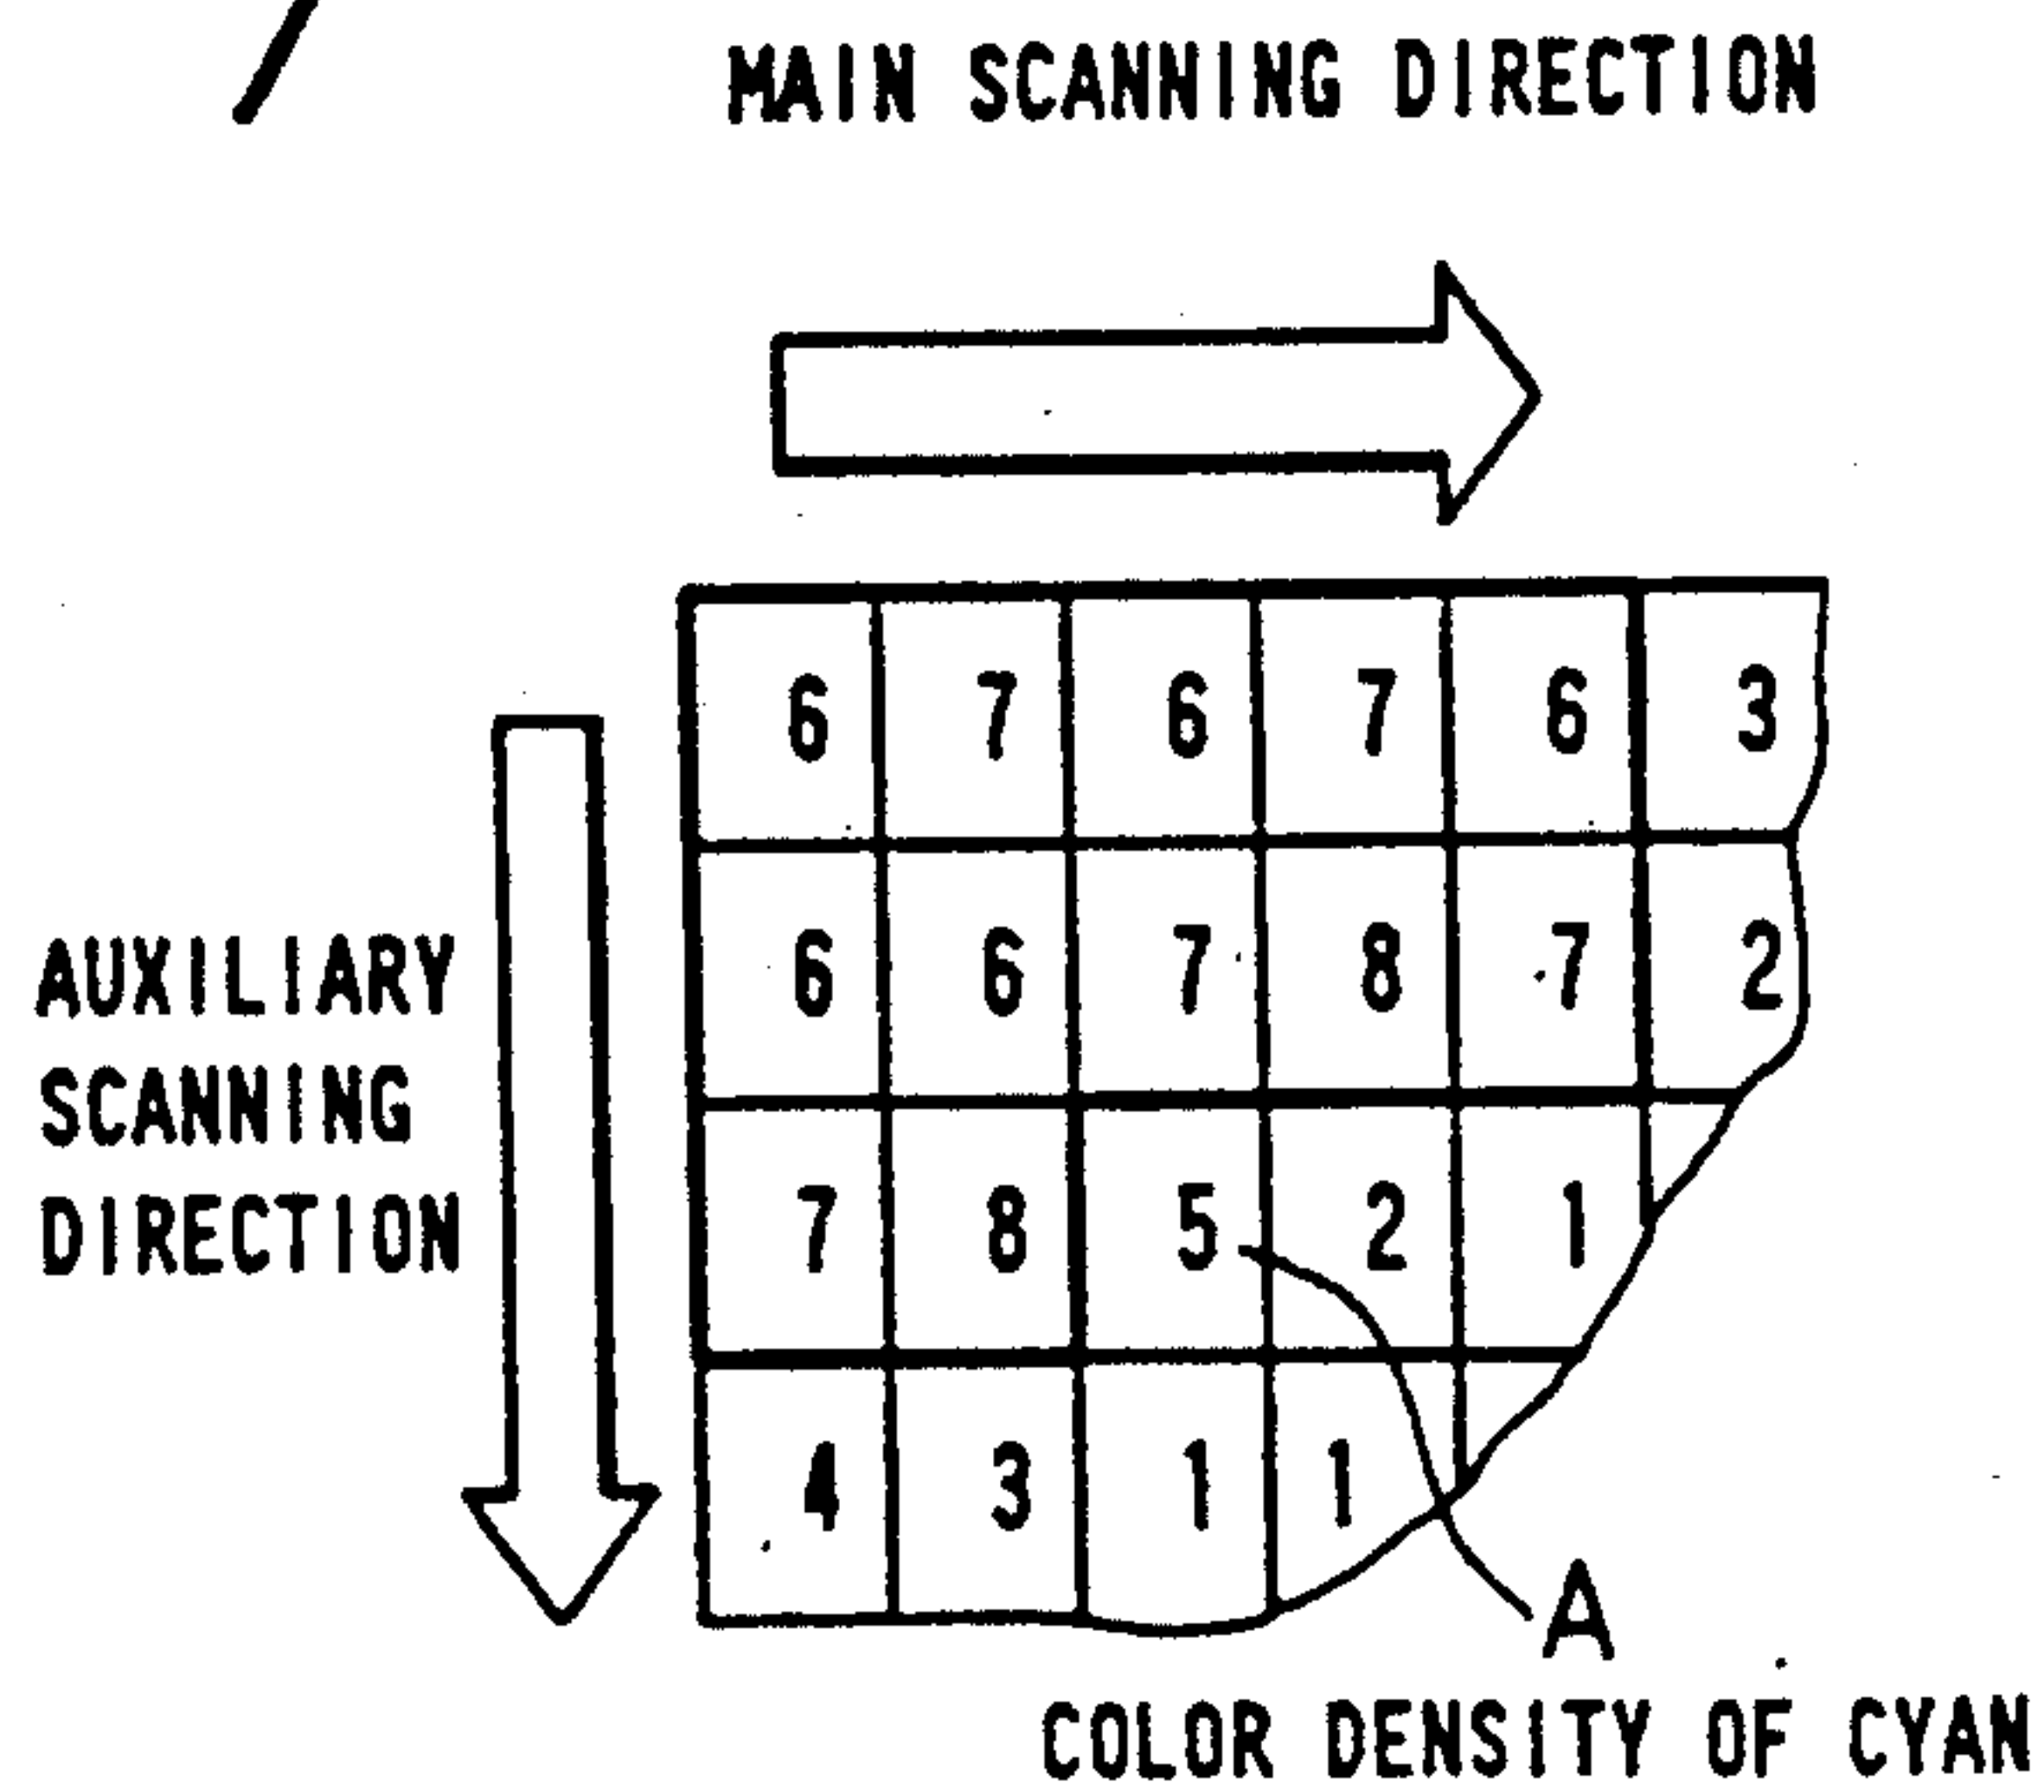 MAIN SCANNING DIRECTION
6 7 6 7 6 3
6 6 7 8 7 2
7 8 5 2 1
4 3 1 1
AUXILIARY
SCANNING
DIRECTION
A
COLOR DENSITY OF CYAN